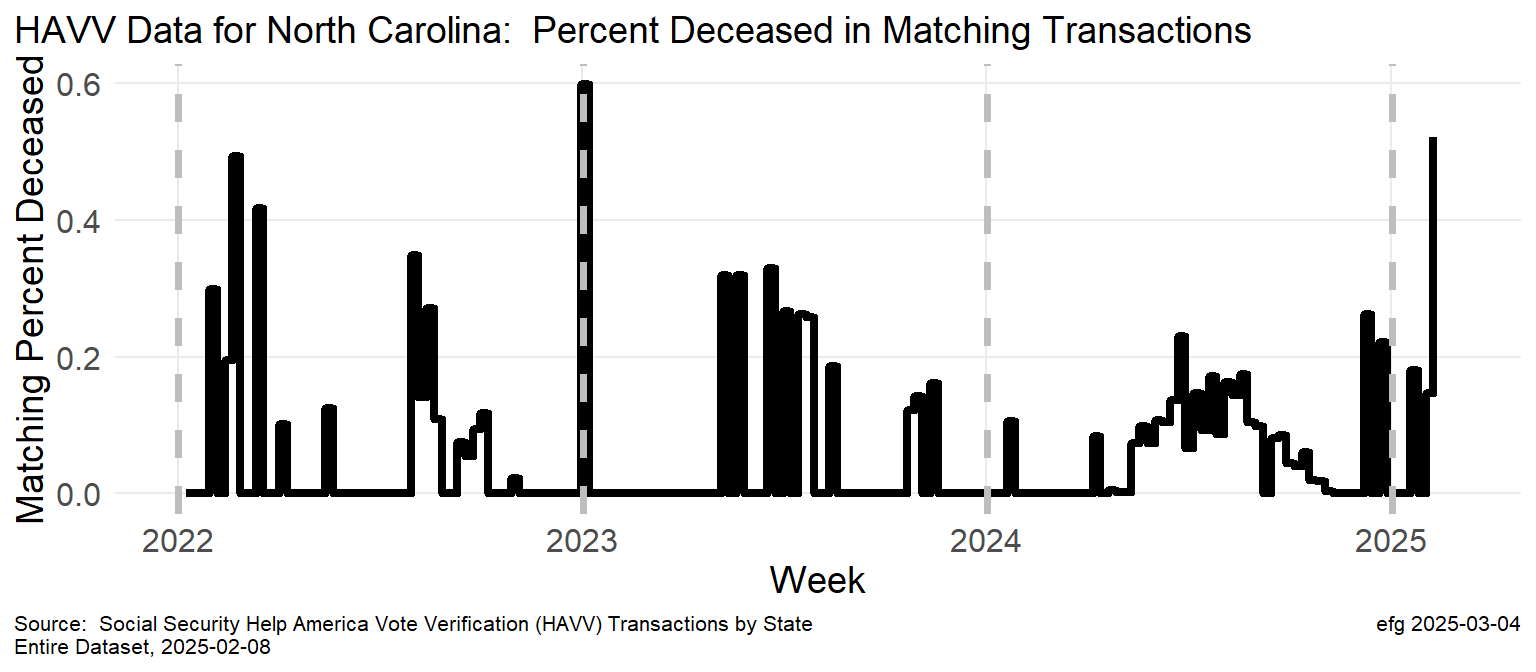 HAVV Data for North Carolina:  Percent Deceased in Matching Transactions
Matching Percent Deceased
0.6
0.4
0.2
0.0
2022 2023 2024 2025
Week
Source:  Social Security Help America Vote Verification (HAVV) Transactions by State
Entire Dataset, 2025-02-08
efg 2025-03-04